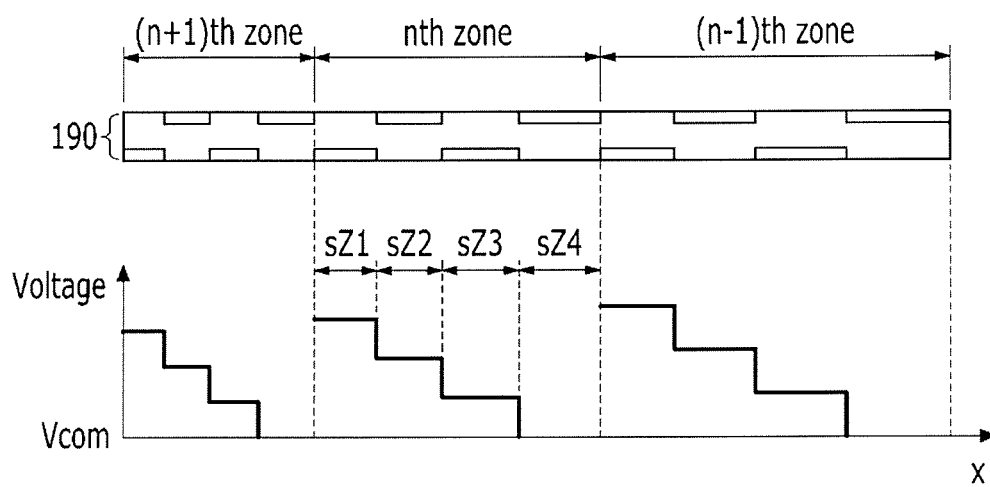 (n+1)th zone nth zone (n-1)th zone
190
sZ1 sZ2 sZ3 sZ4
Voltage
Vcom
X